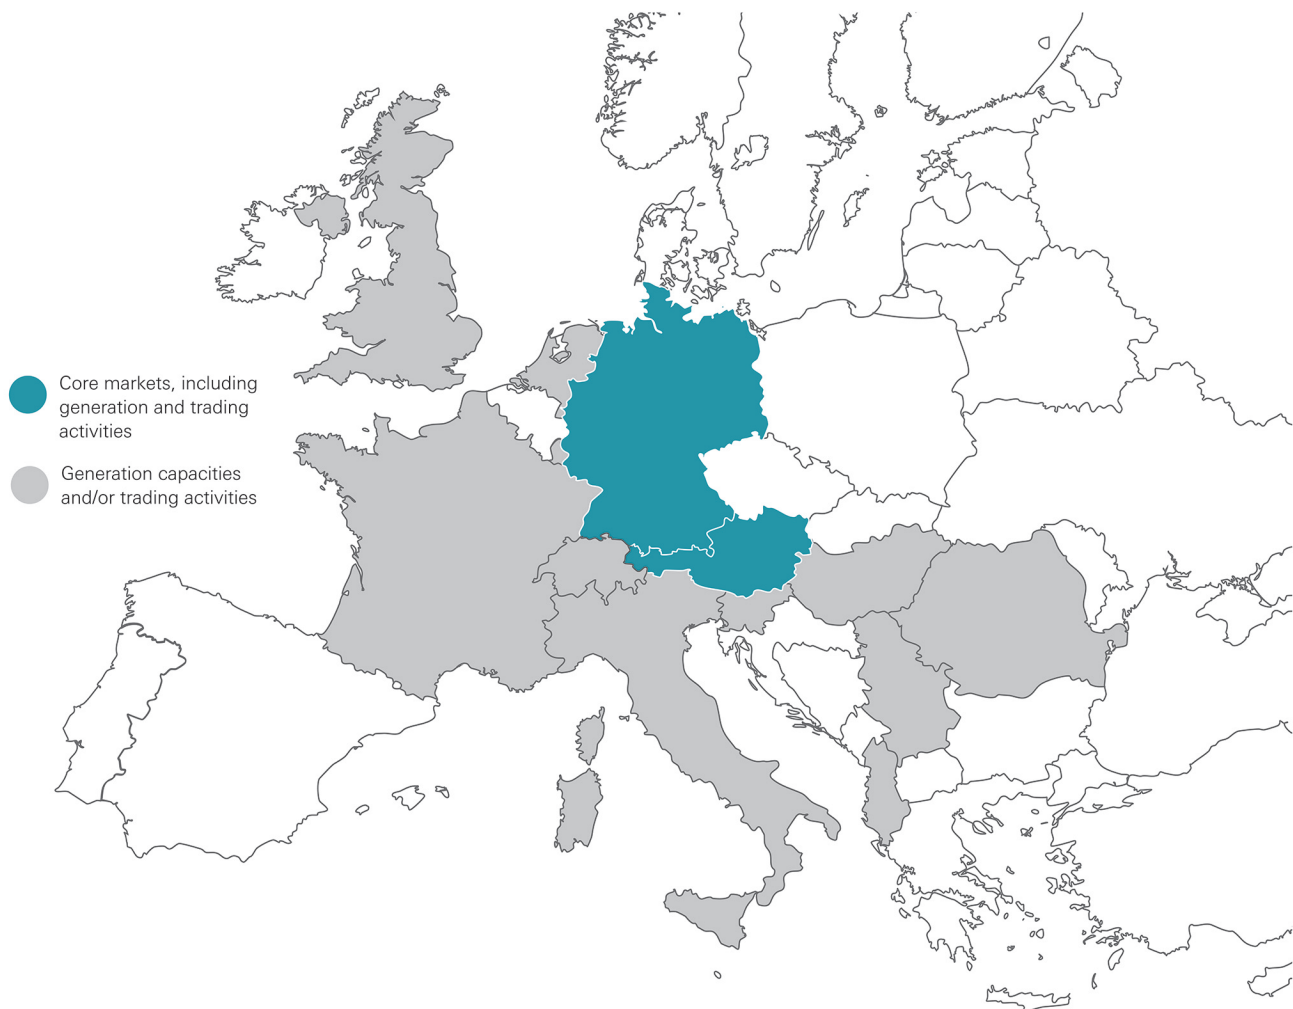 Core markets, including
generation and trading
activities
Generation capacities
and/or trading activities